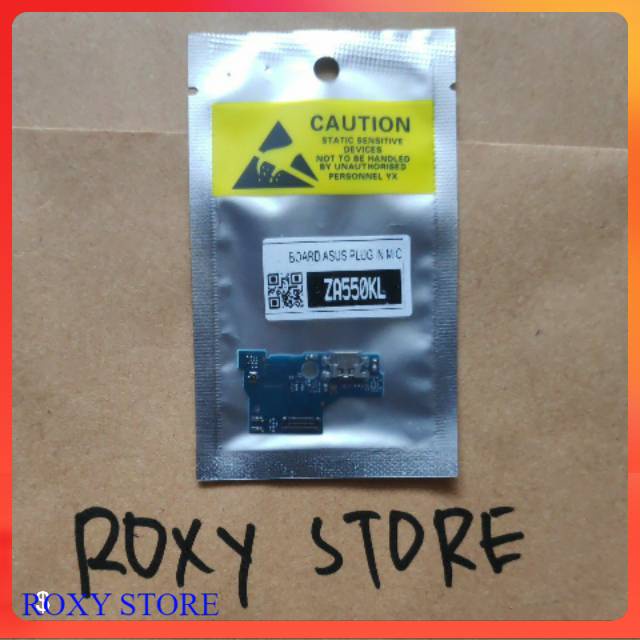 CAUTION
STATIC SENSITIVE
DEVICES
NOT TO BE HANDLED
BY UNAUTHORISED
PERSONNEL YX
BOARD ASUS PLUG IN MIC
ZA550KL
ROXY STORE
ROXY STORE